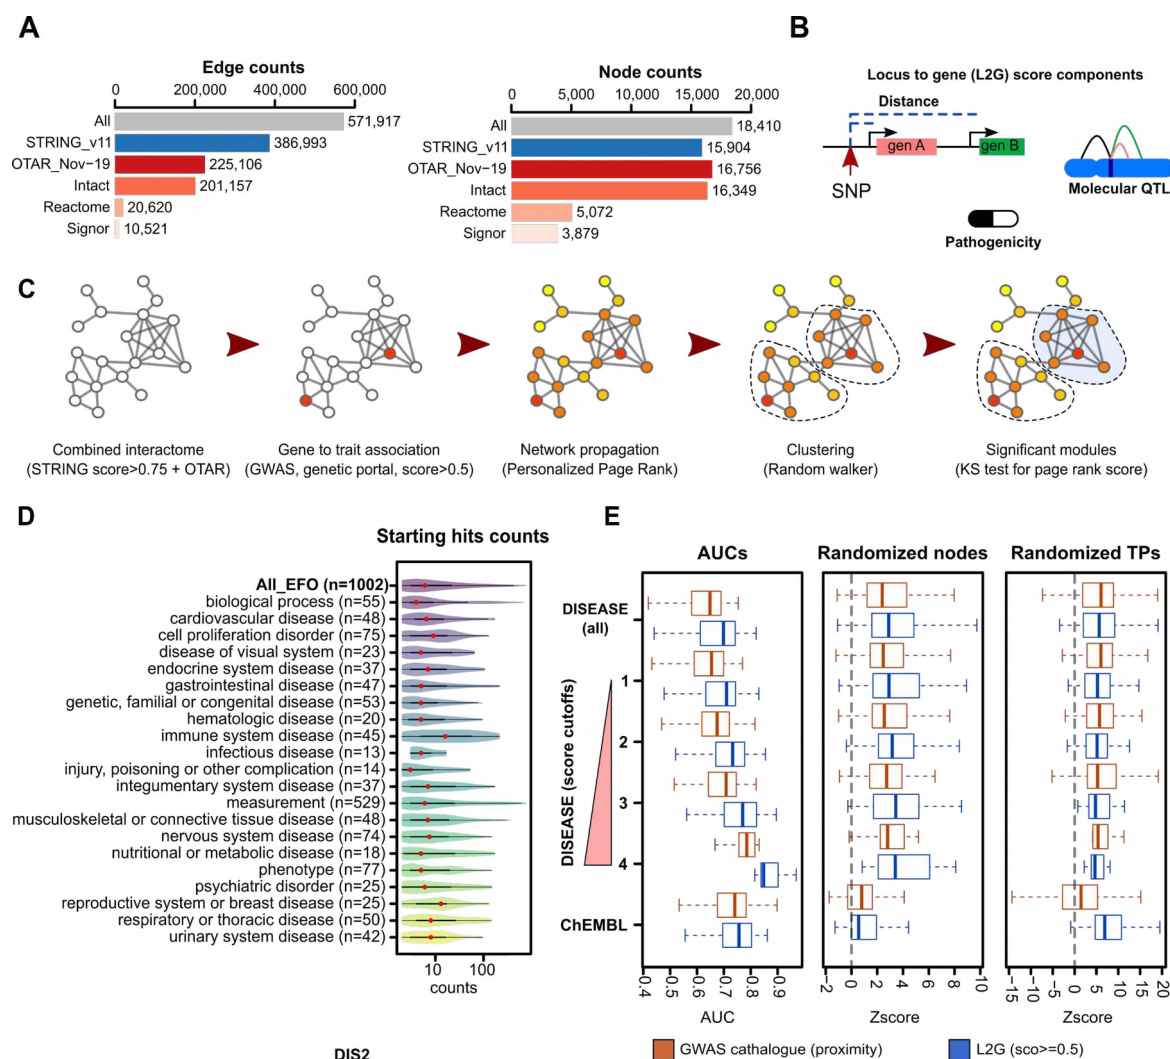 A
Edge counts
0
200,000
400,000
600,000
All
571,917
STRING_v11
386,993
OTAR_Nov-19
225,106
Intact
201,157
Reactome
20,620
Signor
10,521
Node counts
0
5,000
10,000
15,000
20,000
All
18,410
STRING_v11
15,904
OTAR_Nov-19
16,756
Intact
16,349
Reactome
5,072
Signor
3,879
B
Locus to gene (L2G) score components
Distance
gen A
gen B
SNP
Molecular QTL
Pathogenicity
C
Combined interactome
(STRING score>0.75 + OTAR)
Gene to trait association
(GWAS, genetic portal, score>0.5)
Network propagation
(Personalized Page Rank)
Clustering
(Random walker)
Significant modules
(KS test for page rank score)
D
Starting hits counts
All_EFO (n=1002)
biological process (n=55)
cardiovascular disease (n=48)
cell proliferation disorder (n=75)
disease of visual system (n=23)
endocrine system disease (n=37)
gastrointestinal disease (n=47)
genetic, familial or congenital disease (n=53)
hematologic disease (n=20)
immune system disease (n=45)
infectious disease (n=13)
injury, poisoning or other complication (n=14)
integumentary system disease (n=37)
measurement (n=529)
musculoskeletal or connective tissue disease (n=48)
nervous system disease (n=74)
nutritional or metabolic disease (n=18)
phenotype (n=77)
psychiatric disorder (n=25)
reproductive system or breast disease (n=25)
respiratory or thoracic disease (n=50)
urinary system disease (n=42)
10
100
counts
E
AUCs
Randomized nodes
Randomized TPs
DISEASE
(all)
DISEASE (score cutoffs)
1
2
3
4
ChEMBL
0.4
0.5
0.6
0.7
0.8
0.9
AUC
-2
0
2
4
6
8
10
Zscore
-15
-10
-5
0
5
10
15
20
Zscore
GWAS cathalogue (proximity)
L2G (sco>=0.5)
DIS2